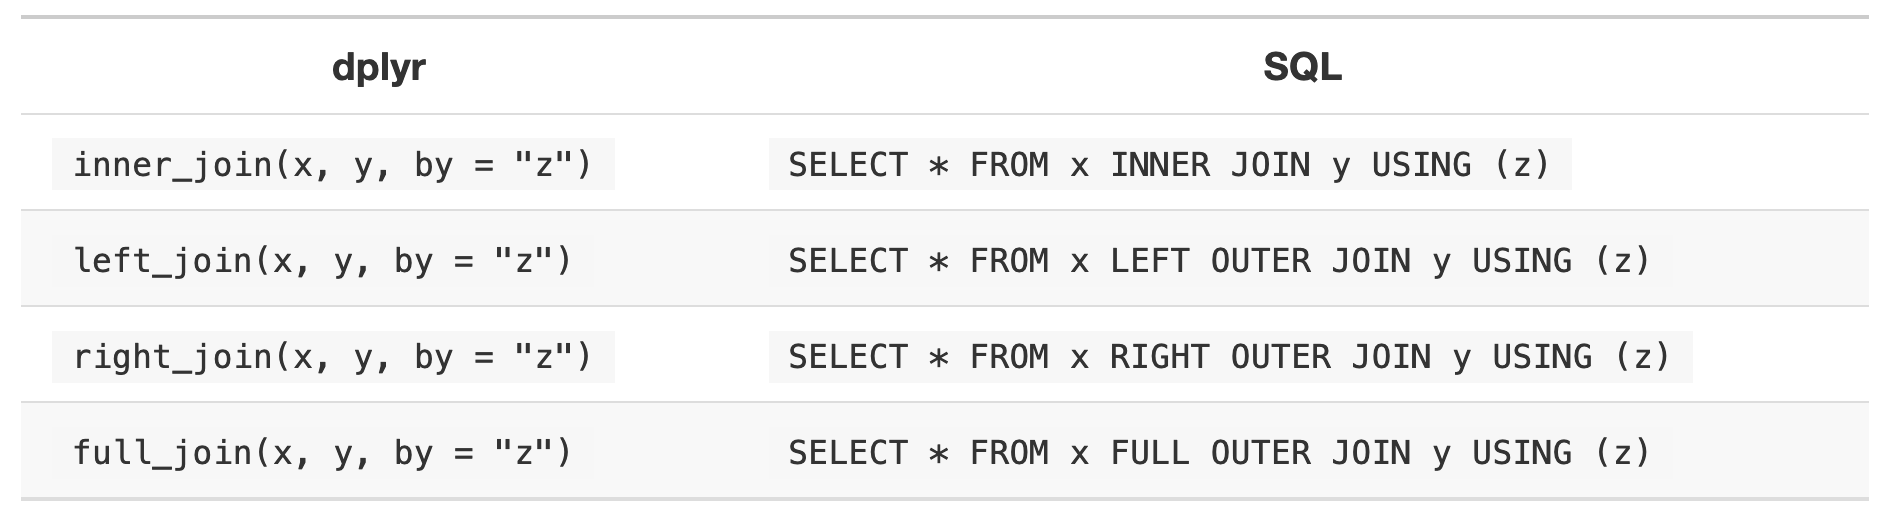 dplyr SQL
inner_join(x, y, by = "z") SELECT * FROM x INNER JOIN y USING (z)
left_join(x, y, by = "z") SELECT * FROM x LEFT OUTER JOIN y USING (z)
right_join(x, y, by = "z") SELECT * FROM x RIGHT OUTER JOIN y USING (z)
full_join(x, y, by = "z") SELECT * FROM x FULL OUTER JOIN y USING (z)